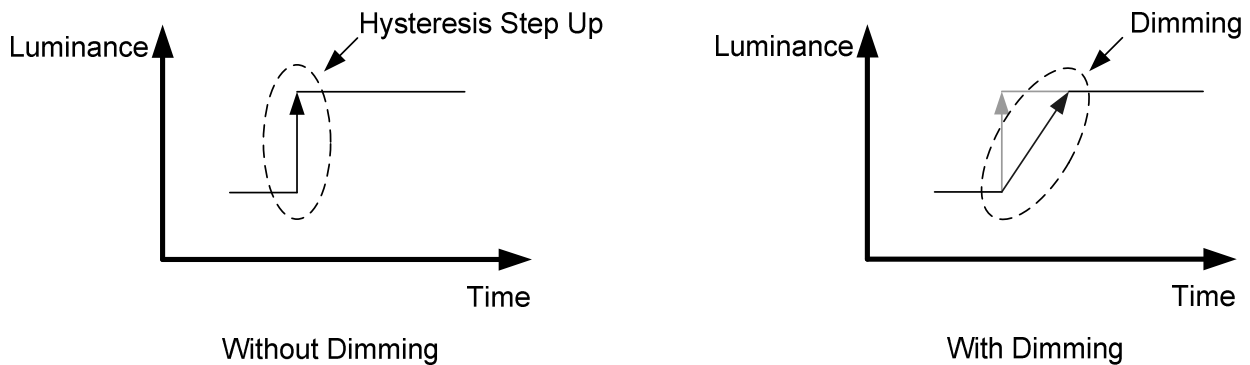 Hysteresis Step Up
Luminance
Time
Without Dimming
Dimming
Luminance
Time
With Dimming